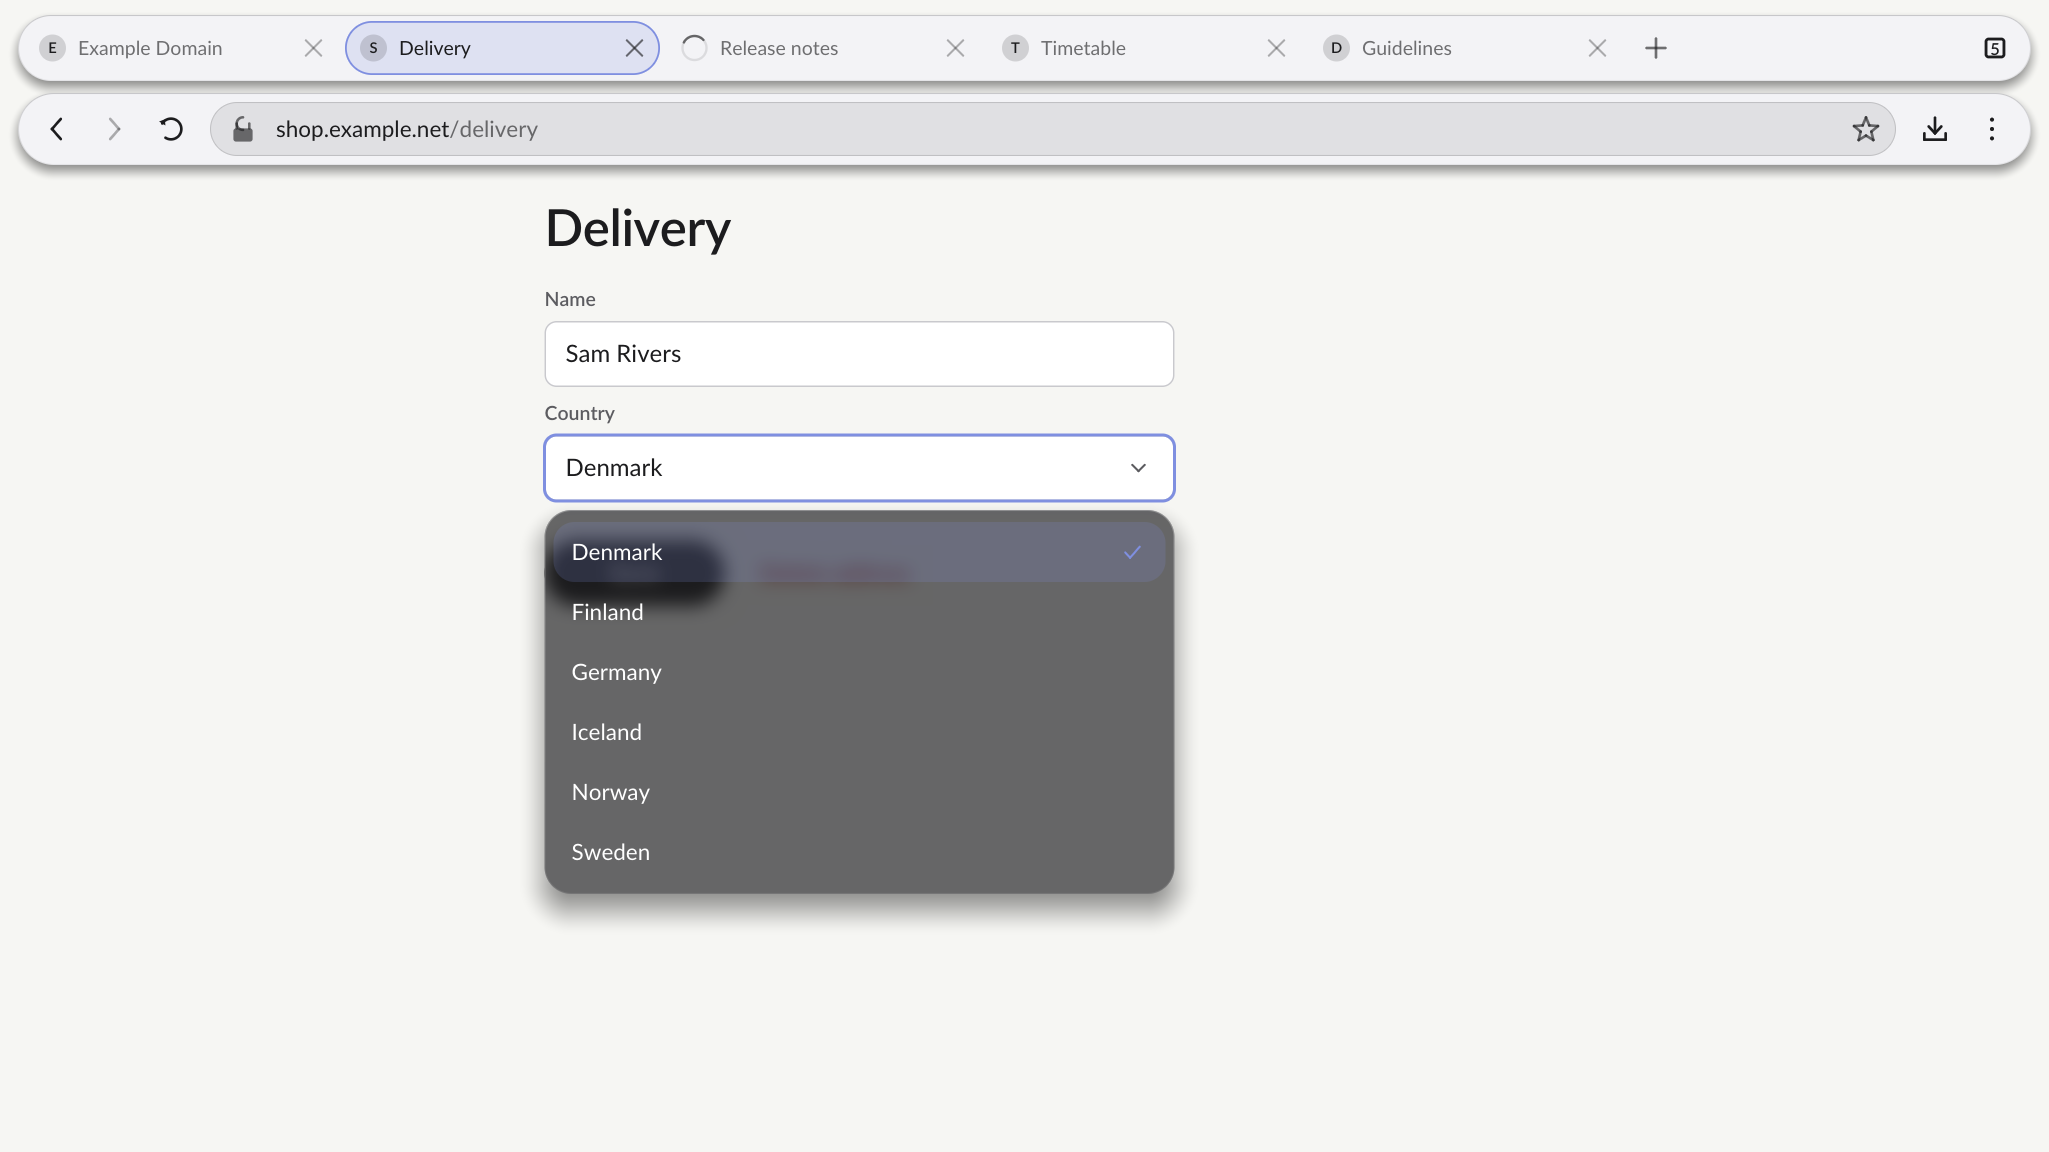 E Example Domain S Delivery Release notes T Timetable D Guidelines 5
shop.example.net/delivery
Delivery
Name
Sam Rivers
Country
Denmark
Denmark
Finland
Germany
Iceland
Norway
Sweden